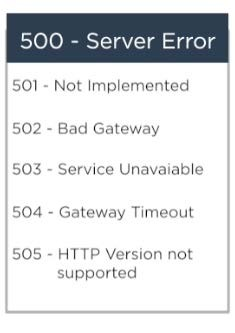 500 - Server Error
501 - Not Implemented
502 - Bad Gateway
503 - Service Unavaiable
504 - Gateway Timeout
505 - HTTP Version not
supported